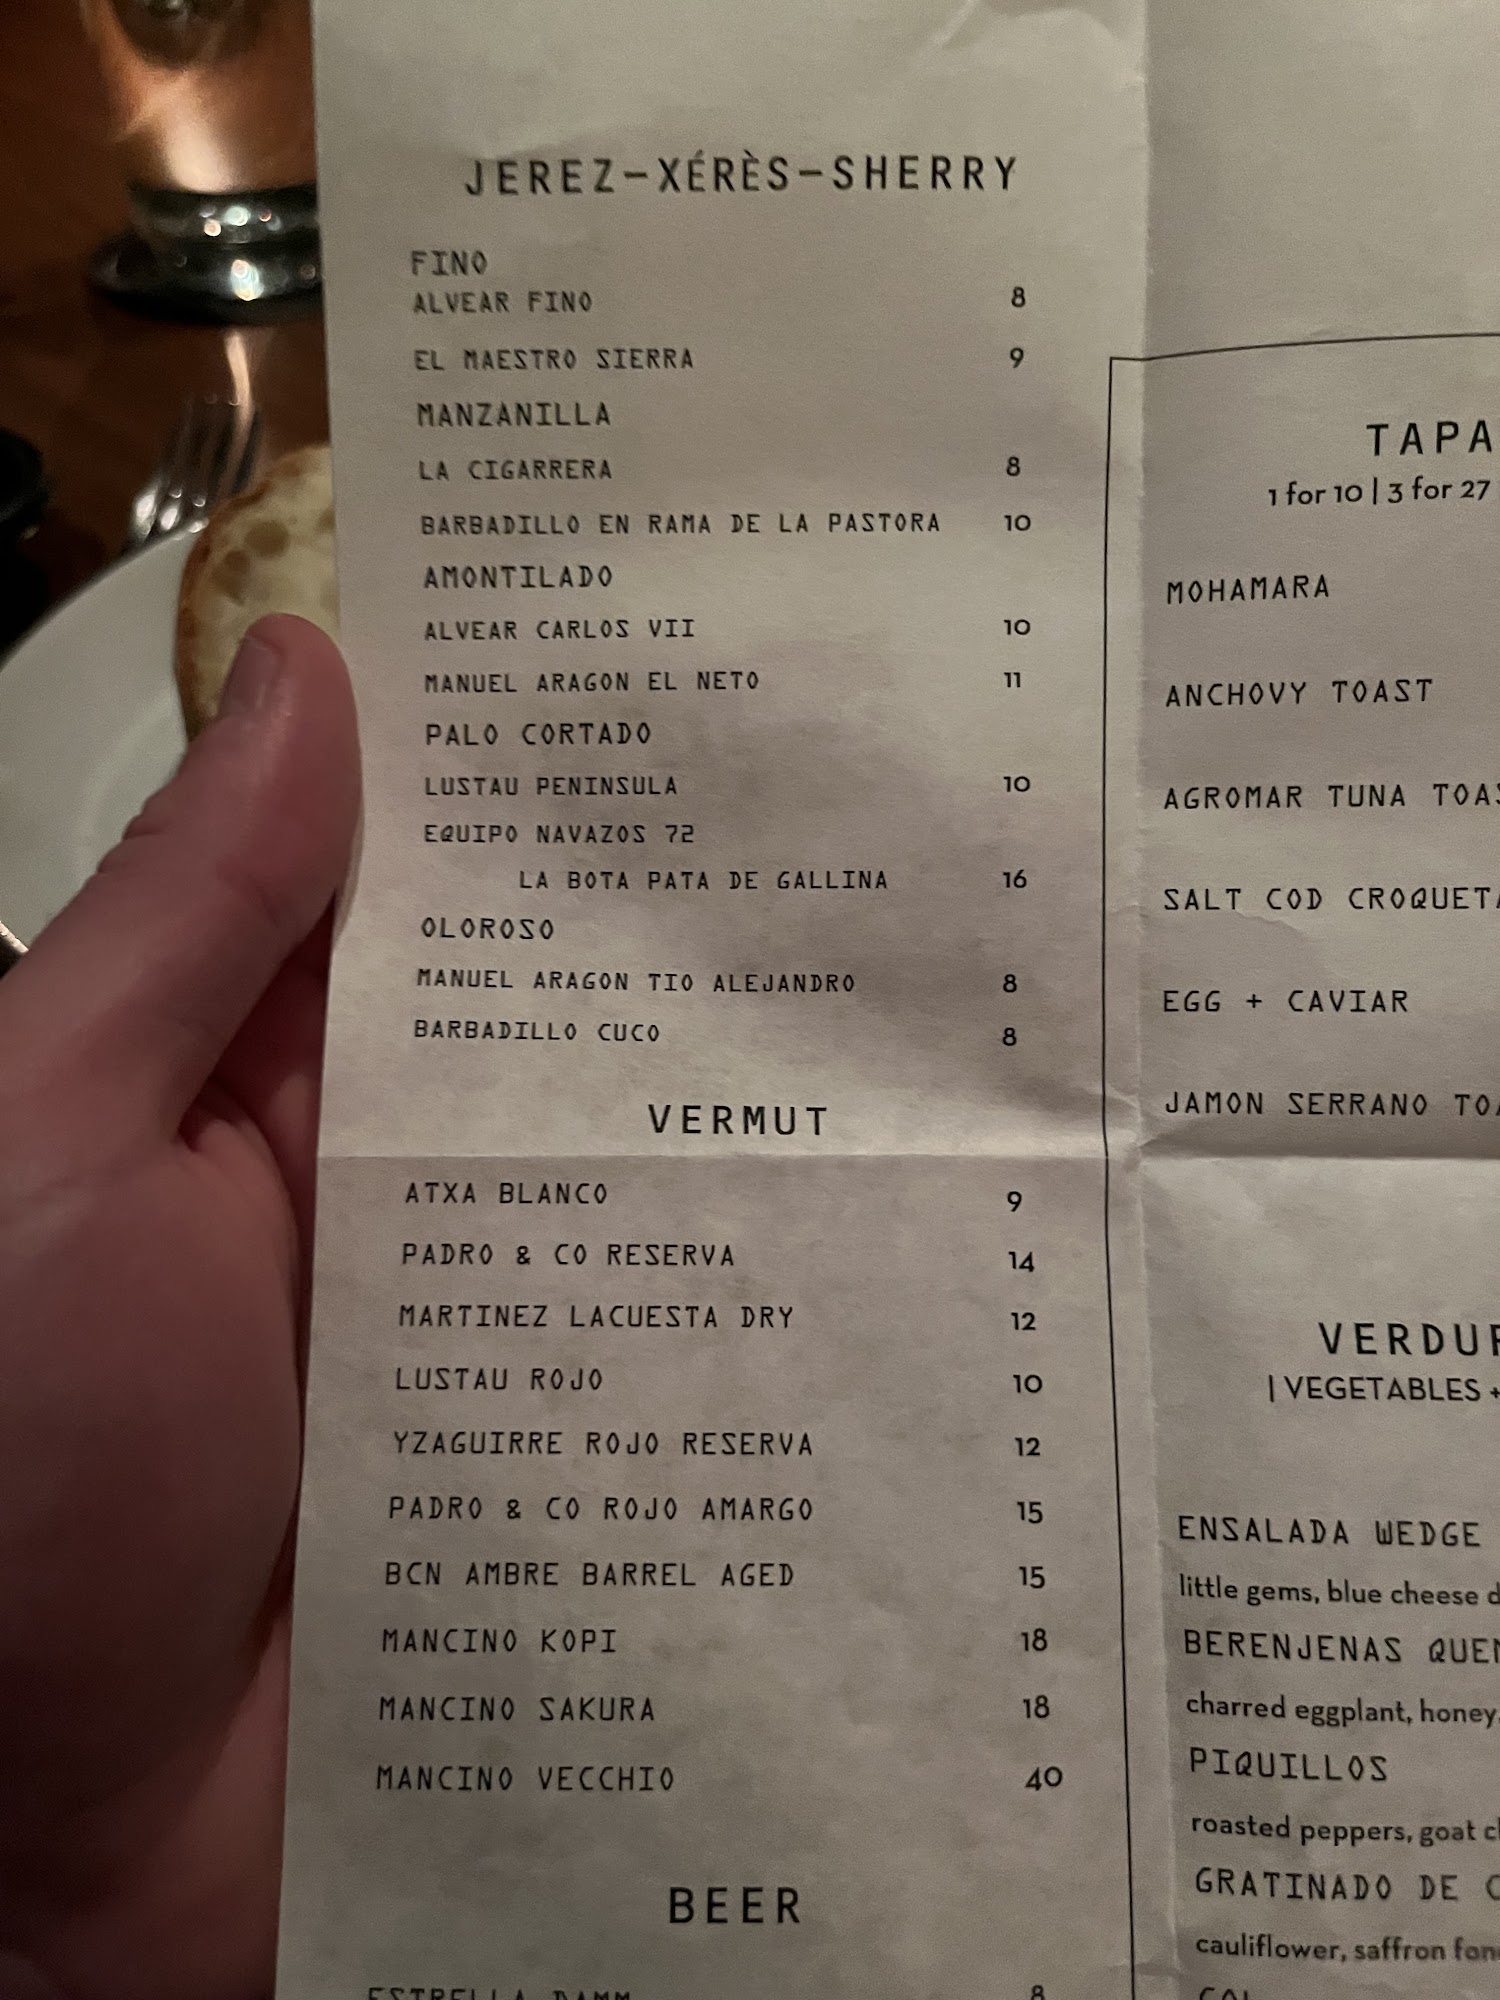 JEREZ-XÉRÈS-SHERRY
FINO
ALVEAR FINO 8
EL MAESTRO SIERRA 9
MANZANILLA
LA CIGARRERA 8
BARBADILLO EN RAMA DE LA PASTORA 10
AMONTILADO
ALVEAR CARLOS VII 10
MANUEL ARAGON EL NETO 11
PALO CORTADO
LUSTAU PENINSULA 10
EQUIPO NAVAZOS 72
LA BOTA PATA DE GALLINA 16
OLOROSO
MANUEL ARAGON TIO ALEJANDRO 8
BARBADILLO CUCO 8
VERMUT
ATXA BLANCO 9
PADRO & CO RESERVA 14
MARTINEZ LACUESTA DRY 12
LUSTAU ROJO 10
YZAGUIRRE ROJO RESERVA 12
PADRO & CO ROJO AMARGO 15
BCN AMBRE BARREL AGED 15
MANCINO KOPI 18
MANCINO SAKURA 18
MANCINO VECCHIO 40
BEER
ESTRELLA DAMM 8
TAPA
1 for 10 | 3 for 27
MOHAMARA
ANCHOVY TOAST
AGROMAR TUNA
SALT COD
EGG + CAVIAR
JAMON SERRANO
| VEGETABLES +
ENSALADA WEDGE
little gems, blue cheese
BERENJENAS
charred eggplant, honey,
PIQUILLOS
roasted peppers, goat
GRATINADO DE
cauliflower, saffron